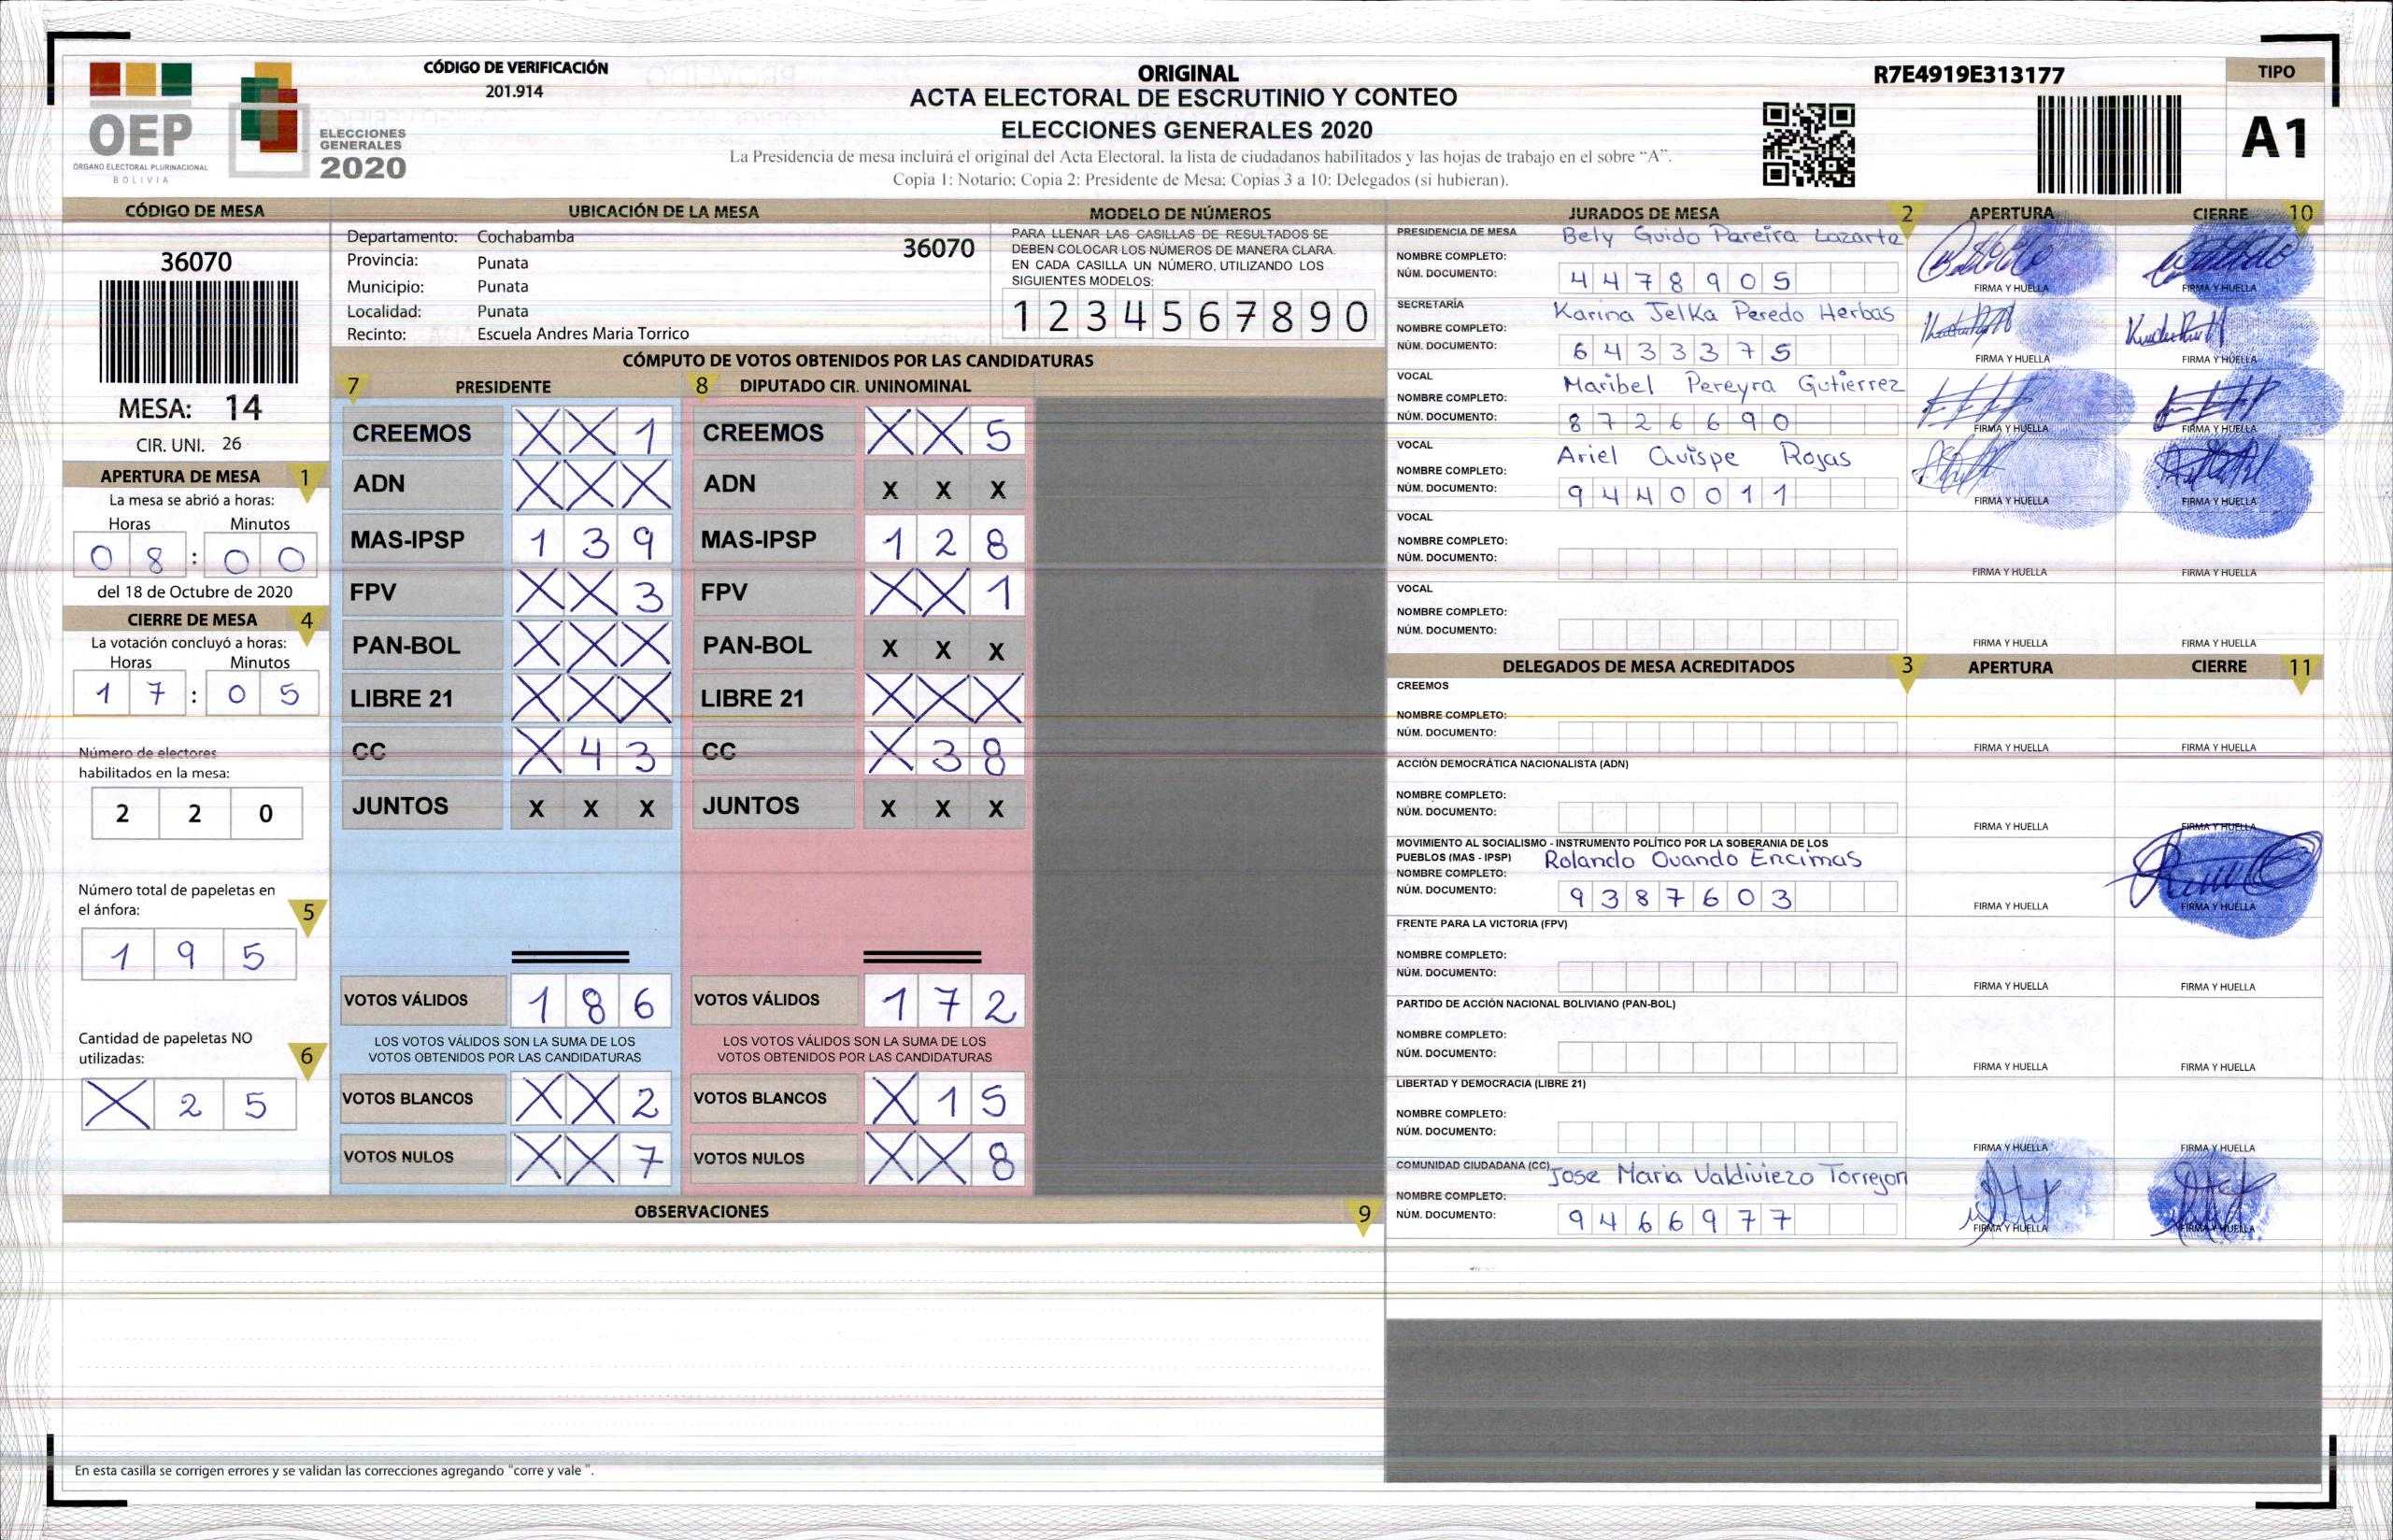 CÓDIGO DE VERIFICACIÓN
201.914
OEP
ÓRGANO ELECTORAL PLURINACIONAL
BOLIVIA
ELECCIONES
GENERALES
2020
ORIGINAL
ACTA ELECTORAL DE ESCRUTINIO Y CONTEO
ELECCIONES GENERALES 2020
La Presidencia de mesa incluirá el original del Acta Electoral, la lista de ciudadanos habilitados y las hojas de trabajo en el sobre “A”.
Copia 1: Notario; Copia 2: Presidente de Mesa; Copias 3 a 10: Delegados (si hubieran).
R7E4919E313177
TIPO
A1
CÓDIGO DE MESA
36070
MESA: 14
CIR. UNI. 26
APERTURA DE MESA 1
La mesa se abrió a horas:
Horas Minutos
0 8 : 0 0
del 18 de Octubre de 2020
CIERRE DE MESA 4
La votación concluyó a horas:
Horas Minutos
1 7 : 0 5
Número de electores
habilitados en la mesa:
2 2 0
Número total de papeletas en
el ánfora: 5
1 9 5
Cantidad de papeletas NO
utilizadas: 6
X 2 5
UBICACIÓN DE LA MESA
Departamento: Cochabamba 36070
Provincia: Punata
Municipio: Punata
Localidad: Punata
Recinto: Escuela Andres Maria Torrico
MODELO DE NÚMEROS
PARA LLENAR LAS CASILLAS DE RESULTADOS SE
DEBEN COLOCAR LOS NÚMEROS DE MANERA CLARA.
EN CADA CASILLA UN NÚMERO, UTILIZANDO LOS
SIGUIENTES MODELOS:
1 2 3 4 5 6 7 8 9 0
CÓMPUTO DE VOTOS OBTENIDOS POR LAS CANDIDATURAS
7 PRESIDENTE
CREEMOS X X 1
ADN X X X
MAS-IPSP 1 3 9
FPV X X 3
PAN-BOL X X X
LIBRE 21 X X X
CC X 4 3
JUNTOS X X X
VOTOS VÁLIDOS 1 8 6
LOS VOTOS VÁLIDOS SON LA SUMA DE LOS
VOTOS OBTENIDOS POR LAS CANDIDATURAS
VOTOS BLANCOS X X 2
VOTOS NULOS X X 7
8 DIPUTADO CIR. UNINOMINAL
CREEMOS X X 5
ADN X X X
MAS-IPSP 1 2 8
FPV X X 1
PAN-BOL X X X
LIBRE 21 X X X
CC X 3 8
JUNTOS X X X
VOTOS VÁLIDOS 1 7 2
LOS VOTOS VÁLIDOS SON LA SUMA DE LOS
VOTOS OBTENIDOS POR LAS CANDIDATURAS
VOTOS BLANCOS X 1 5
VOTOS NULOS X X 8
OBSERVACIONES 9
En esta casilla se corrigen errores y se validan las correcciones agregando “corre y vale ”.
JURADOS DE MESA 2 APERTURA CIERRE 10
PRESIDENCIA DE MESA Bely Guido Pareira Lazarte
NOMBRE COMPLETO:
NÚM. DOCUMENTO: 4 4 7 8 9 0 5
FIRMA Y HUELLA FIRMA Y HUELLA
SECRETARÍA Karina Jelka Peredo Herbas
NOMBRE COMPLETO:
NÚM. DOCUMENTO: 6 4 3 3 3 7 5
FIRMA Y HUELLA FIRMA Y HUELLA
VOCAL Maribel Pereyra Gutierrez
NOMBRE COMPLETO:
NÚM. DOCUMENTO: 8 7 2 6 6 9 0
FIRMA Y HUELLA FIRMA Y HUELLA
VOCAL Ariel Quispe Rojas
NOMBRE COMPLETO:
NÚM. DOCUMENTO: 9 4 4 0 0 1 1
FIRMA Y HUELLA FIRMA Y HUELLA
VOCAL
NOMBRE COMPLETO:
NÚM. DOCUMENTO:
FIRMA Y HUELLA FIRMA Y HUELLA
VOCAL
NOMBRE COMPLETO:
NÚM. DOCUMENTO:
FIRMA Y HUELLA FIRMA Y HUELLA
DELEGADOS DE MESA ACREDITADOS 3 APERTURA CIERRE 11
CREEMOS
NOMBRE COMPLETO:
NÚM. DOCUMENTO:
FIRMA Y HUELLA FIRMA Y HUELLA
ACCIÓN DEMOCRÁTICA NACIONALISTA (ADN)
NOMBRE COMPLETO:
NÚM. DOCUMENTO:
FIRMA Y HUELLA FIRMA Y HUELLA
MOVIMIENTO AL SOCIALISMO - INSTRUMENTO POLÍTICO POR LA SOBERANIA DE LOS
PUEBLOS (MAS - IPSP) Rolando Ovando Encimas
NOMBRE COMPLETO:
NÚM. DOCUMENTO: 9 3 8 7 6 0 3
FIRMA Y HUELLA FIRMA Y HUELLA
FRENTE PARA LA VICTORIA (FPV)
NOMBRE COMPLETO:
NÚM. DOCUMENTO:
FIRMA Y HUELLA FIRMA Y HUELLA
PARTIDO DE ACCIÓN NACIONAL BOLIVIANO (PAN-BOL)
NOMBRE COMPLETO:
NÚM. DOCUMENTO:
FIRMA Y HUELLA FIRMA Y HUELLA
LIBERTAD Y DEMOCRACIA (LIBRE 21)
NOMBRE COMPLETO:
NÚM. DOCUMENTO:
FIRMA Y HUELLA FIRMA Y HUELLA
COMUNIDAD CIUDADANA (CC) Jose Maria Valdiviezo Torrejon
NOMBRE COMPLETO:
NÚM. DOCUMENTO: 9 4 6 6 9 7 7
FIRMA Y HUELLA FIRMA Y HUELLA